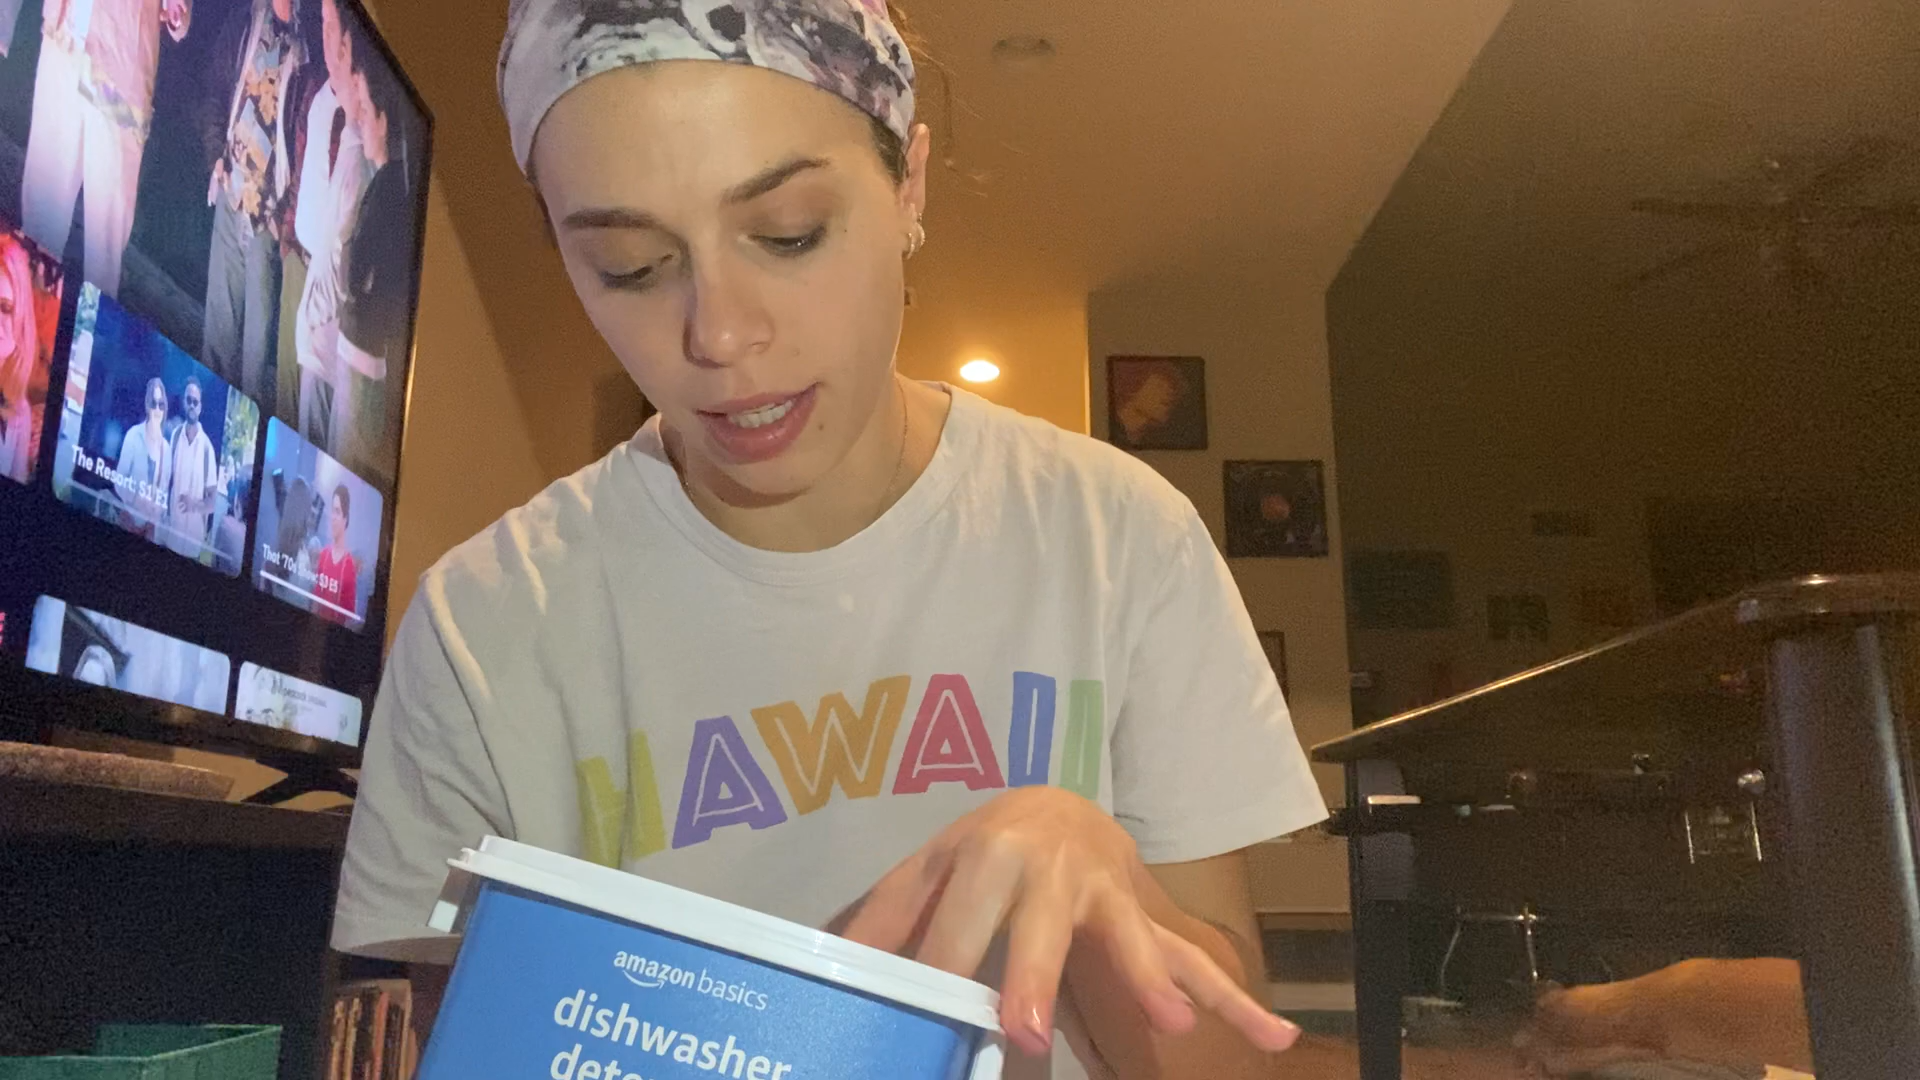 The Resort: S1 E1
That '70s Show: S3 E5
HAWAII
amazon basics
dishwasher